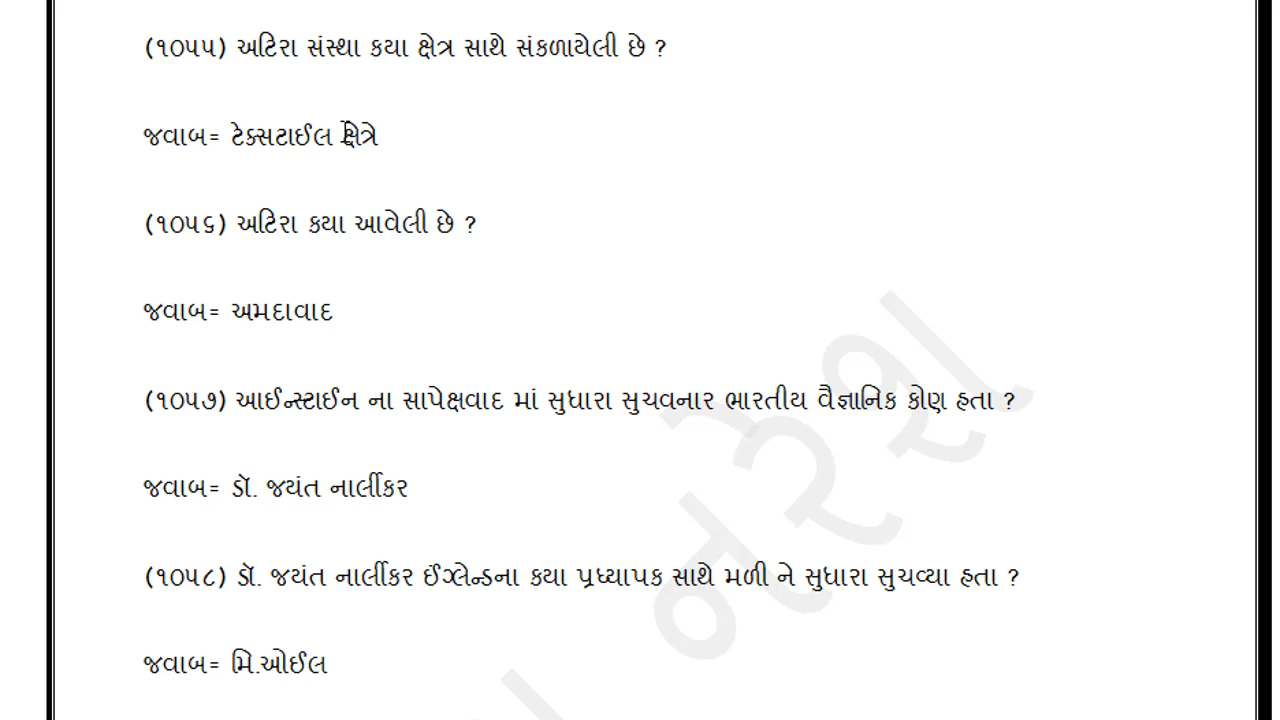 (૧૦૫૫) અટિરા સંસ્થા કયા ક્ષેત્ર સાથે સંકળાયેલી છે ?
જવાબ= ટેક્સટાઈલ ક્ષેત્રે
(૧૦૫૬) અટિરા કયા આવેલી છે ?
જવાબ= અમદાવાદ
(૧૦૫૭) આઈન્સ્ટાઈન ના સાપેક્ષવાદ માં સુધારા સુચવનાર ભારતીય વૈજ્ઞાનિક કોણ હતા ?
જવાબ= ડૉ. જયંત નાર્લીકર
(૧૦૫૮) ડૉ. જયંત નાર્લીકર ઈંગ્લેન્ડના કયા પ્રધ્યાપક સાથે મળી ને સુધારા સુચવ્યા હતા ?
જવાબ= મિ.ઓઈલ
નરેશ